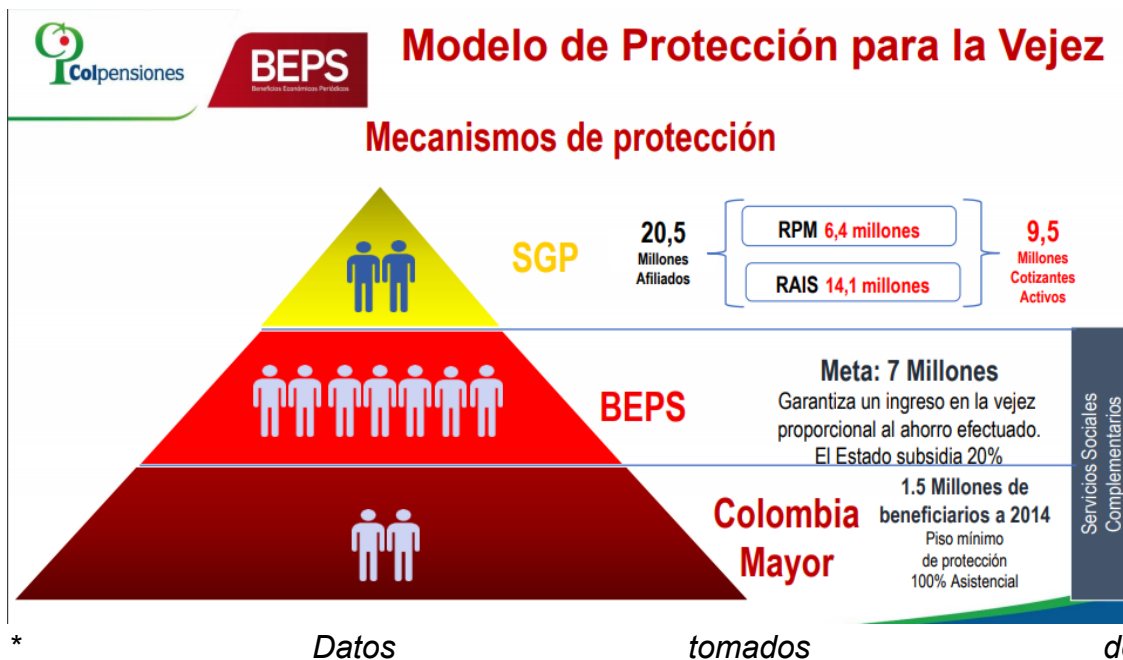 Colpensiones
BEPS
Beneficios Económicos Periódicos
Modelo de Protección para la Vejez
Mecanismos de protección
SGP
20,5
Millones
Afiliados
RPM 6,4 millones
RAIS 14,1 millones
9,5
Millones
Cotizantes
Activos
BEPS
Meta: 7 Millones
Garantiza un ingreso en la vejez
proporcional al ahorro efectuado.
El Estado subsidia 20%
Colombia
Mayor
1.5 Millones de
beneficiarios a 2014
Piso mínimo
de protección
100% Asistencial
Servicios Sociales
Complementarios
* Datos tomados de